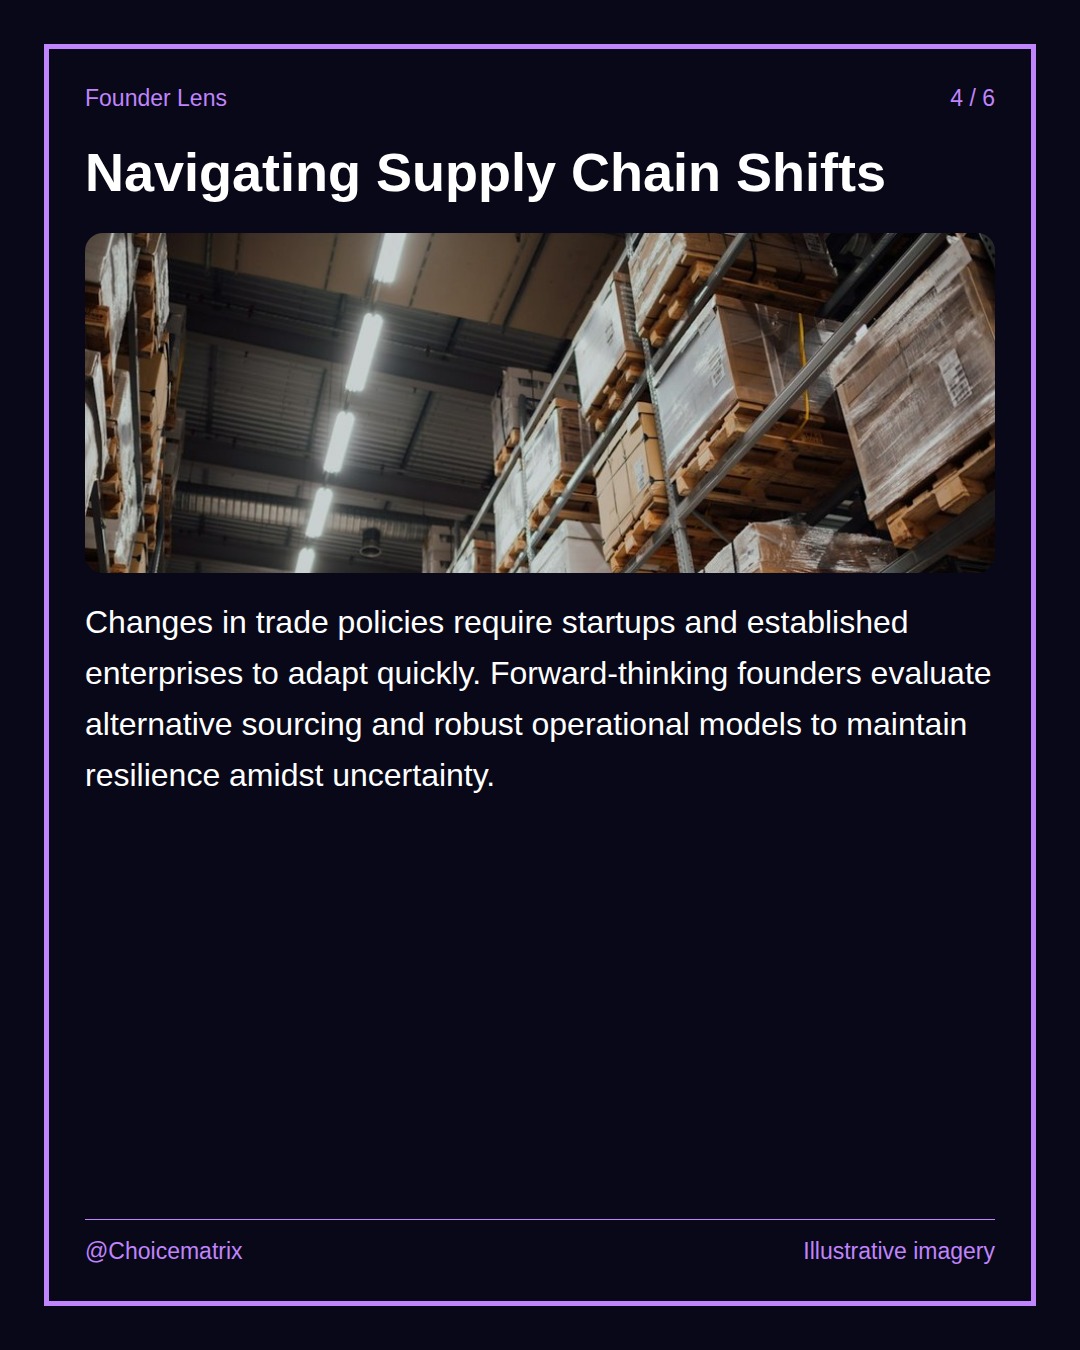 Founder Lens
4 / 6
Navigating Supply Chain Shifts
Changes in trade policies require startups and established
enterprises to adapt quickly. Forward-thinking founders evaluate
alternative sourcing and robust operational models to maintain
resilience amidst uncertainty.
@Choicematrix
Illustrative imagery